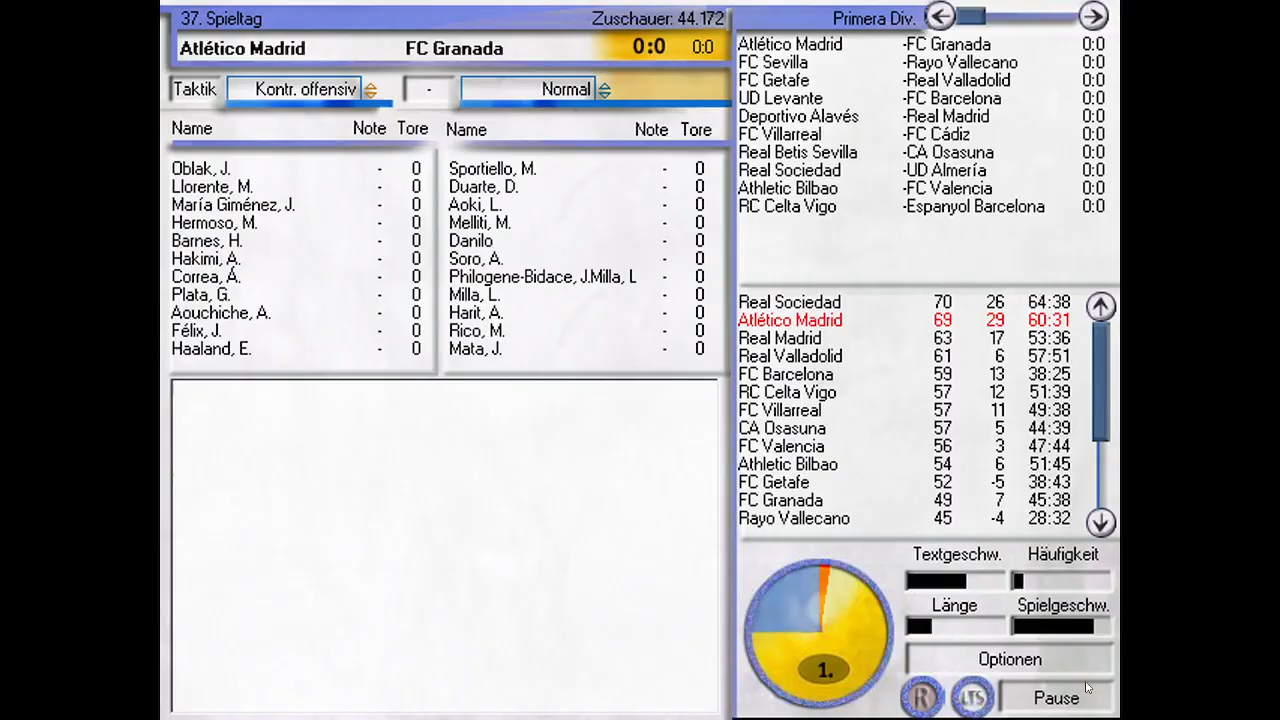 37. Spieltag Zuschauer: 44.172
Atlético Madrid FC Granada 0:0 0:0
Taktik Kontr. offensiv - Normal
Name Note Tore Name Note Tore
Oblak, J. - 0 Sportiello, M. - 0
Llorente, M. - 0 Duarte, D. - 0
María Giménez, J. - 0 Aoki, L. - 0
Hermoso, M. - 0 Melliti, M. - 0
Barnes, H. - 0 Danilo - 0
Hakimi, A. - 0 Soro, A. - 0
Correa, Á. - 0 Philogene-Bidace, J.Milla, L - 0
Plata, G. - 0 Milla, L. - 0
Aouchiche, A. - 0 Harit, A. - 0
Félix, J. - 0 Rico, M. - 0
Haaland, E. - 0 Mata, J. - 0
Primera Div.
Atlético Madrid -FC Granada 0:0
FC Sevilla -Rayo Vallecano 0:0
FC Getafe -Real Valladolid 0:0
UD Levante -FC Barcelona 0:0
Deportivo Alavés -Real Madrid 0:0
FC Villarreal -FC Cádiz 0:0
Real Betis Sevilla -CA Osasuna 0:0
Real Sociedad -UD Almería 0:0
Athletic Bilbao -FC Valencia 0:0
RC Celta Vigo -Espanyol Barcelona 0:0
Real Sociedad 70 26 64:38
Atlético Madrid 69 29 60:31
Real Madrid 63 17 53:36
Real Valladolid 61 6 57:51
FC Barcelona 59 13 38:25
RC Celta Vigo 57 12 51:39
FC Villarreal 57 11 49:38
CA Osasuna 57 5 44:39
FC Valencia 56 3 47:44
Athletic Bilbao 54 6 51:45
FC Getafe 52 -5 38:43
FC Granada 49 7 45:38
Rayo Vallecano 45 -4 28:32
Textgeschw. Häufigkeit
Länge Spielgeschw.
1.
Optionen
R LTS Pause